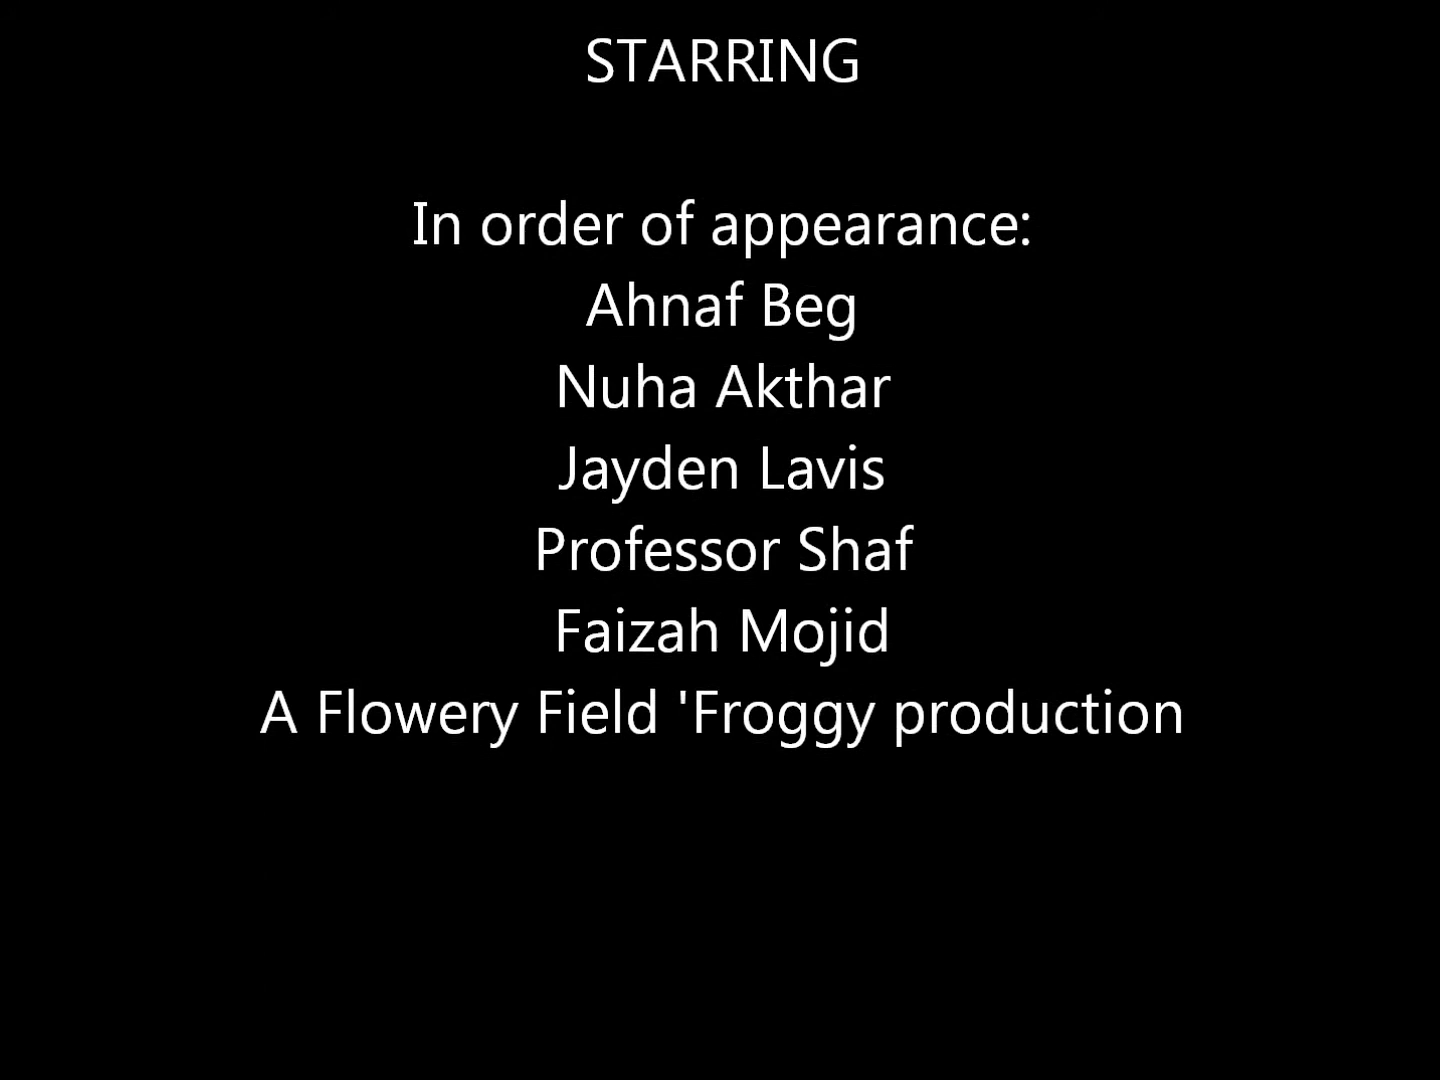 STARRING
In order of appearance:
Ahnaf Beg
Nuha Akthar
Jayden Lavis
Professor Shaf
Faizah Mojid
A Flowery Field 'Froggy production